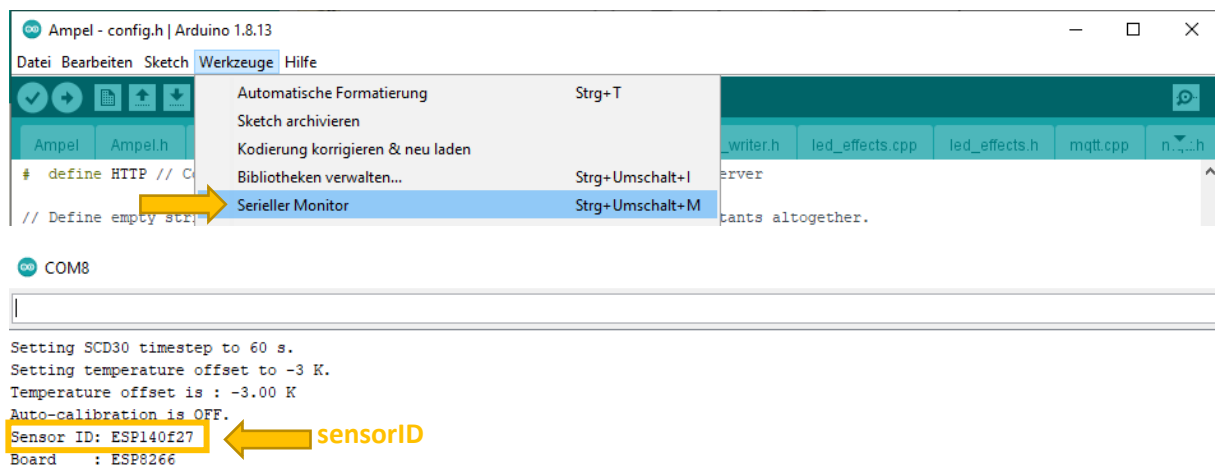 Ampel - config.h | Arduino 1.8.13
Datei Bearbeiten Sketch Werkzeuge Hilfe
Automatische Formatierung Strg+T
Sketch archivieren
Ampel Ampel.h _writer.h led_effects.cpp led_effects.h mqtt.cpp
Kodierung korrigieren & neu laden
# define HTTP // erver
Bibliotheken verwalten... Strg+Umschalt+I
Serieller Monitor Strg+Umschalt+M
// Define empty str tants altogether.
COM8
Setting SCD30 timestep to 60 s.
Setting temperature offset to -3 K.
Temperature offset is : -3.00 K
Auto-calibration is OFF.
Sensor ID: ESP140f27 sensorID
Board : ESP8266